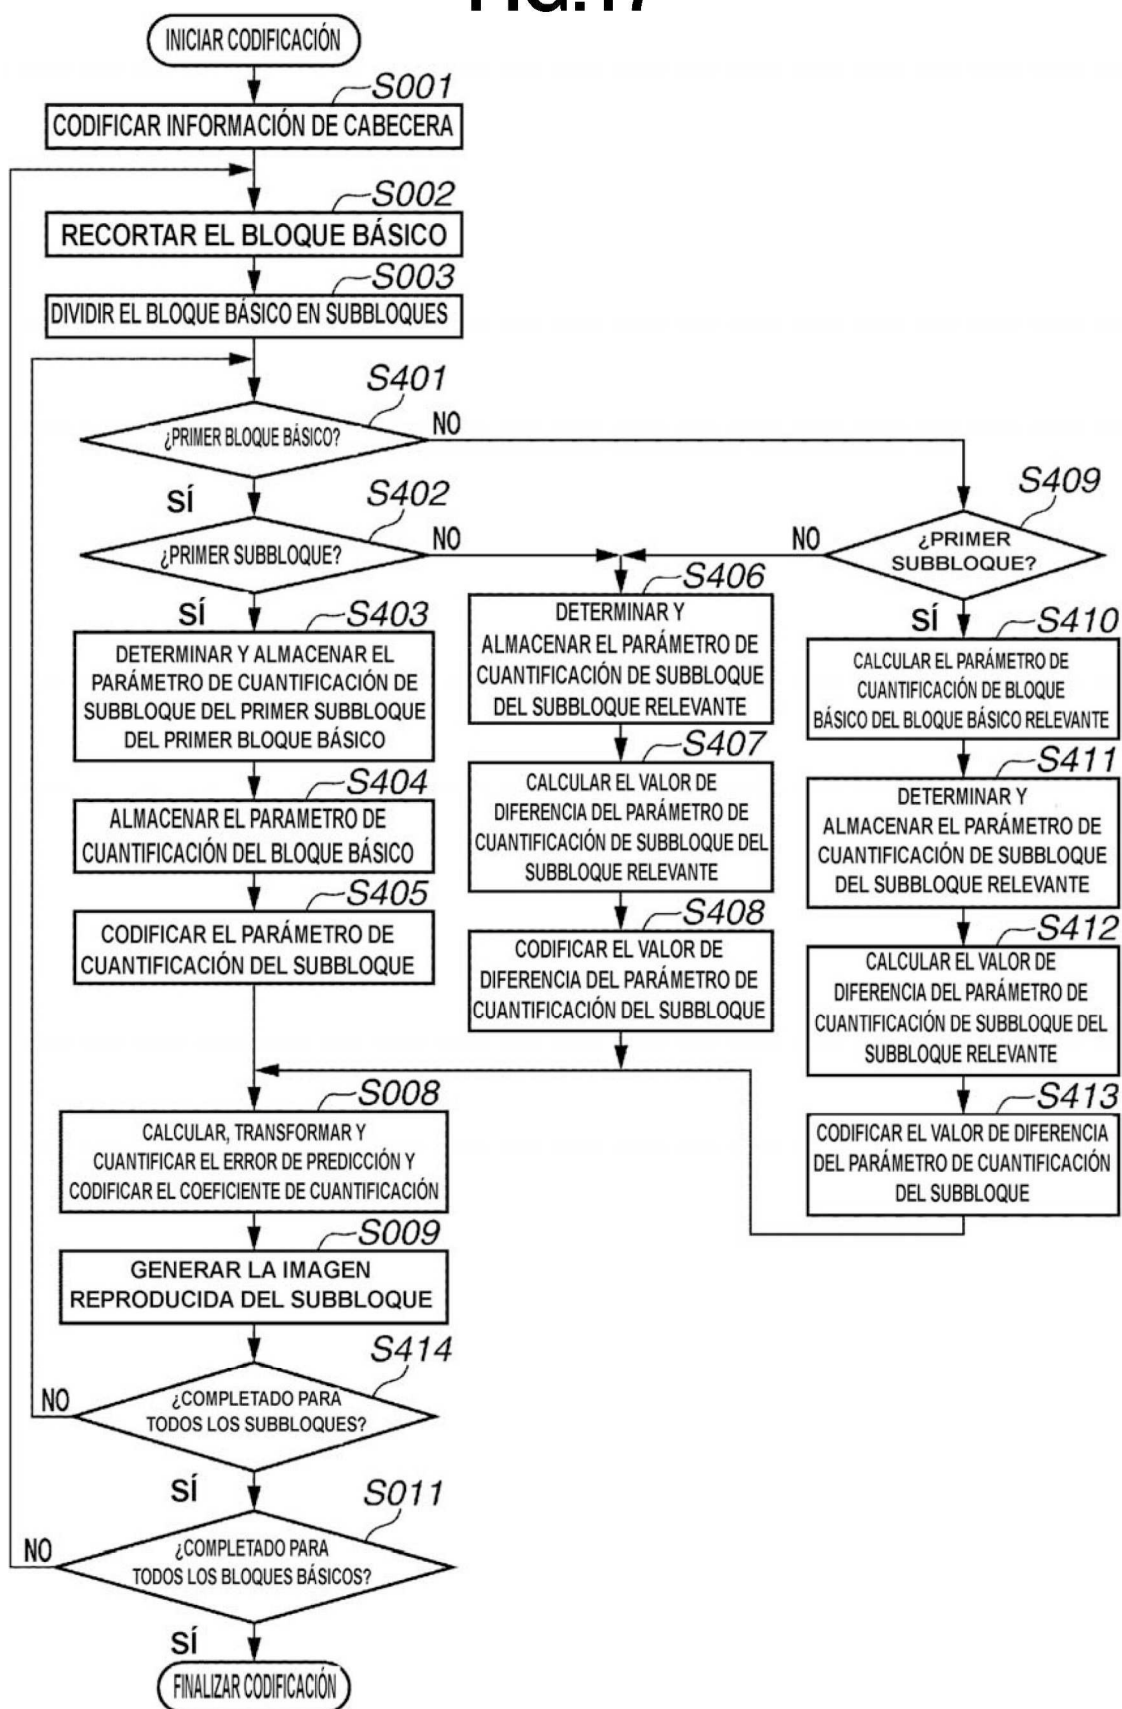 FIG.17
INICIAR CODIFICACIÓN
S001
CODIFICAR INFORMACIÓN DE CABECERA
S002
RECORTAR EL BLOQUE BÁSICO
S003
DIVIDIR EL BLOQUE BÁSICO EN SUBBLOQUES
S401
¿PRIMER BLOQUE BÁSICO?
NO
SÍ
S402
¿PRIMER SUBBLOQUE?
NO
SÍ
S403
DETERMINAR Y ALMACENAR EL
PARÁMETRO DE CUANTIFICACIÓN DE
SUBBLOQUE DEL PRIMER SUBBLOQUE
DEL PRIMER BLOQUE BÁSICO
S404
ALMACENAR EL PARAMETRO DE
CUANTIFICACIÓN DEL BLOQUE BÁSICO
S405
CODIFICAR EL PARÁMETRO DE
CUANTIFICACIÓN DEL SUBBLOQUE
S406
DETERMINAR Y
ALMACENAR EL PARÁMETRO DE
CUANTIFICACIÓN DE SUBBLOQUE
DEL SUBBLOQUE RELEVANTE
S407
CALCULAR EL VALOR DE
DIFERENCIA DEL PARÁMETRO DE
CUANTIFICACIÓN DE SUBBLOQUE DEL
SUBBLOQUE RELEVANTE
S408
CODIFICAR EL VALOR DE
DIFERENCIA DEL PARÁMETRO DE
CUANTIFICACIÓN DEL SUBBLOQUE
S409
¿PRIMER
SUBBLOQUE?
NO
SÍ
S410
CALCULAR EL PARÁMETRO DE
CUANTIFICACIÓN DE BLOQUE
BÁSICO DEL BLOQUE BÁSICO RELEVANTE
S411
DETERMINAR Y
ALMACENAR EL PARÁMETRO DE
CUANTIFICACIÓN DE SUBBLOQUE
DEL SUBBLOQUE RELEVANTE
S412
CALCULAR EL VALOR DE
DIFERENCIA DEL PARÁMETRO DE
CUANTIFICACIÓN DE SUBBLOQUE DEL
SUBBLOQUE RELEVANTE
S413
CODIFICAR EL VALOR DE DIFERENCIA
DEL PARÁMETRO DE CUANTIFICACIÓN
DEL SUBBLOQUE
S008
CALCULAR, TRANSFORMAR Y
CUANTIFICAR EL ERROR DE PREDICCIÓN Y
CODIFICAR EL COEFICIENTE DE CUANTIFICACIÓN
S009
GENERAR LA IMAGEN
REPRODUCIDA DEL SUBBLOQUE
S414
¿COMPLETADO PARA
TODOS LOS SUBBLOQUES?
NO
SÍ
S011
¿COMPLETADO PARA
TODOS LOS BLOQUES BÁSICOS?
NO
SÍ
FINALIZAR CODIFICACIÓN